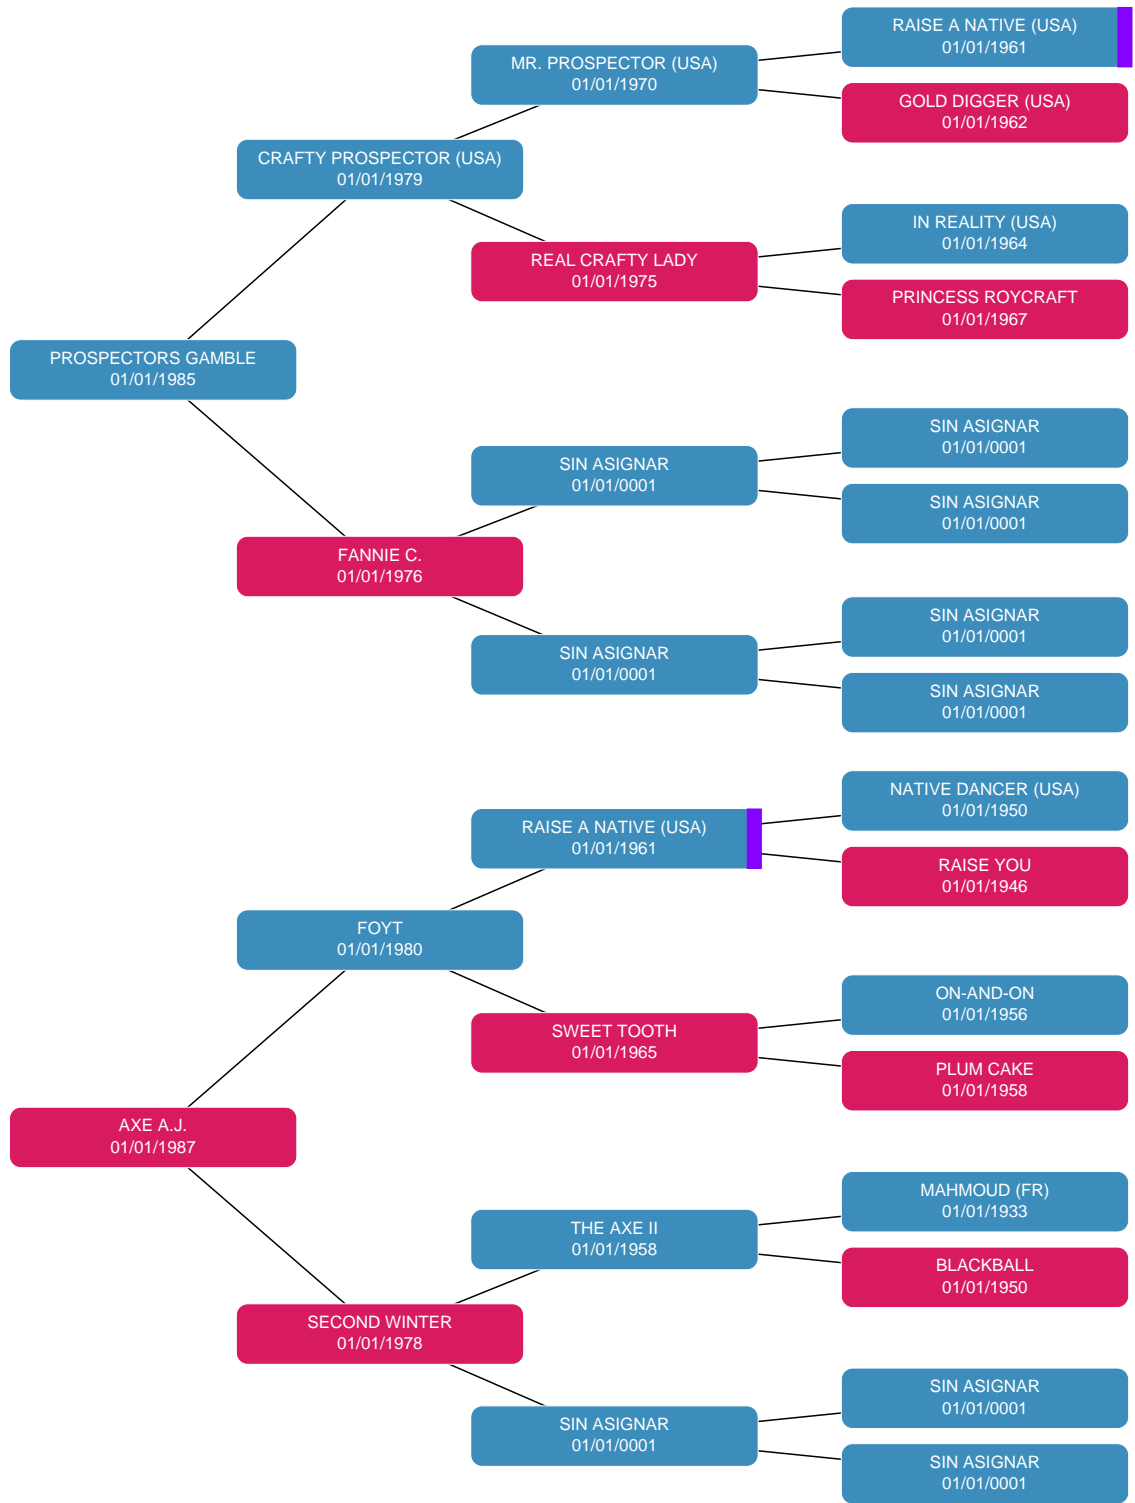 RAISE A NATIVE (USA)
01/01/1961
MR. PROSPECTOR (USA)
01/01/1970
GOLD DIGGER (USA)
01/01/1962
CRAFTY PROSPECTOR (USA)
01/01/1979
IN REALITY (USA)
01/01/1964
REAL CRAFTY LADY
01/01/1975
PRINCESS ROYCRAFT
01/01/1967
PROSPECTORS GAMBLE
01/01/1985
SIN ASIGNAR
01/01/0001
SIN ASIGNAR
01/01/0001
SIN ASIGNAR
01/01/0001
FANNIE C.
01/01/1976
SIN ASIGNAR
01/01/0001
SIN ASIGNAR
01/01/0001
SIN ASIGNAR
01/01/0001
NATIVE DANCER (USA)
01/01/1950
RAISE A NATIVE (USA)
01/01/1961
RAISE YOU
01/01/1946
FOYT
01/01/1980
ON-AND-ON
01/01/1956
SWEET TOOTH
01/01/1965
PLUM CAKE
01/01/1958
AXE A.J.
01/01/1987
MAHMOUD (FR)
01/01/1933
THE AXE II
01/01/1958
BLACKBALL
01/01/1950
SECOND WINTER
01/01/1978
SIN ASIGNAR
01/01/0001
SIN ASIGNAR
01/01/0001
SIN ASIGNAR
01/01/0001